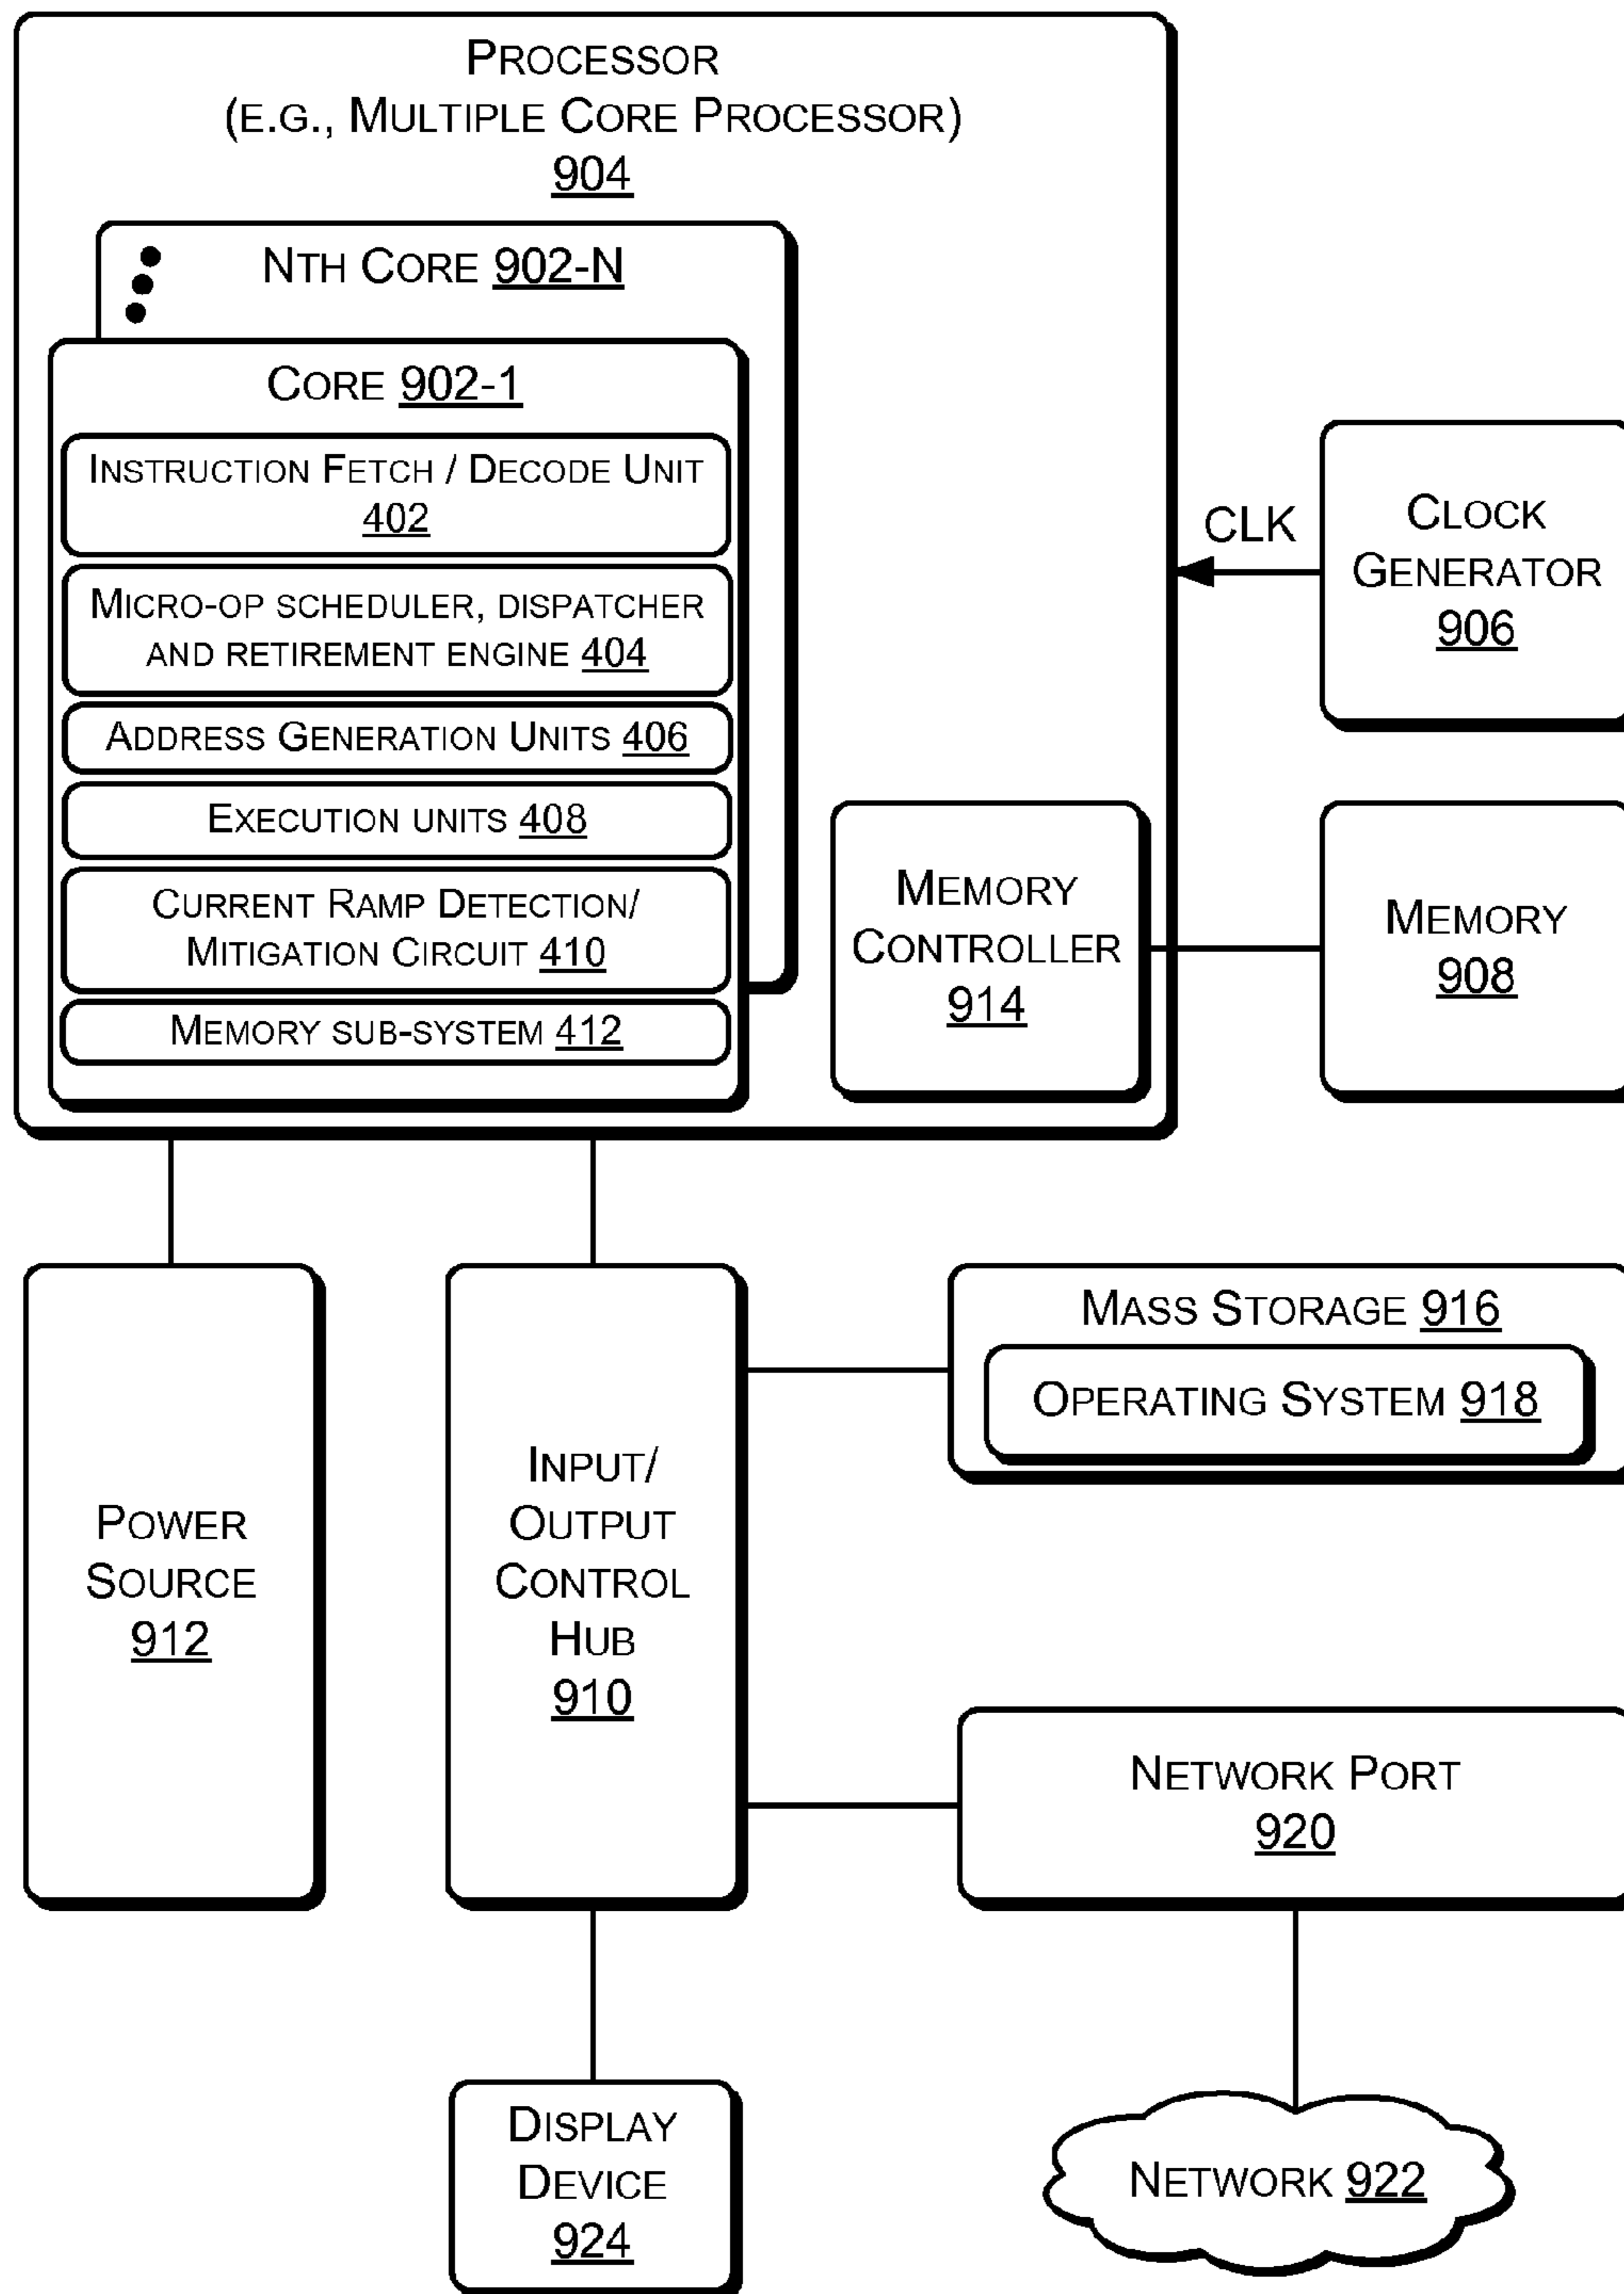 PROCESSOR
(E.G., MULTIPLE CORE PROCESSOR)
904
NTH CORE 902-N
CORE 902-1
INSTRUCTION FETCH / DECODE UNIT
402
MICRO-OP SCHEDULER, DISPATCHER
AND RETIREMENT ENGINE 404
ADDRESS GENERATION UNITS 406
EXECUTION UNITS 408
CURRENT RAMP DETECTION/
MITIGATION CIRCUIT 410
MEMORY SUB-SYSTEM 412
MEMORY
CONTROLLER
914
CLK
CLOCK
GENERATOR
906
MEMORY
908
POWER
SOURCE
912
INPUT/
OUTPUT
CONTROL
HUB
910
MASS STORAGE 916
OPERATING SYSTEM 918
NETWORK PORT
920
DISPLAY
DEVICE
924
NETWORK 922